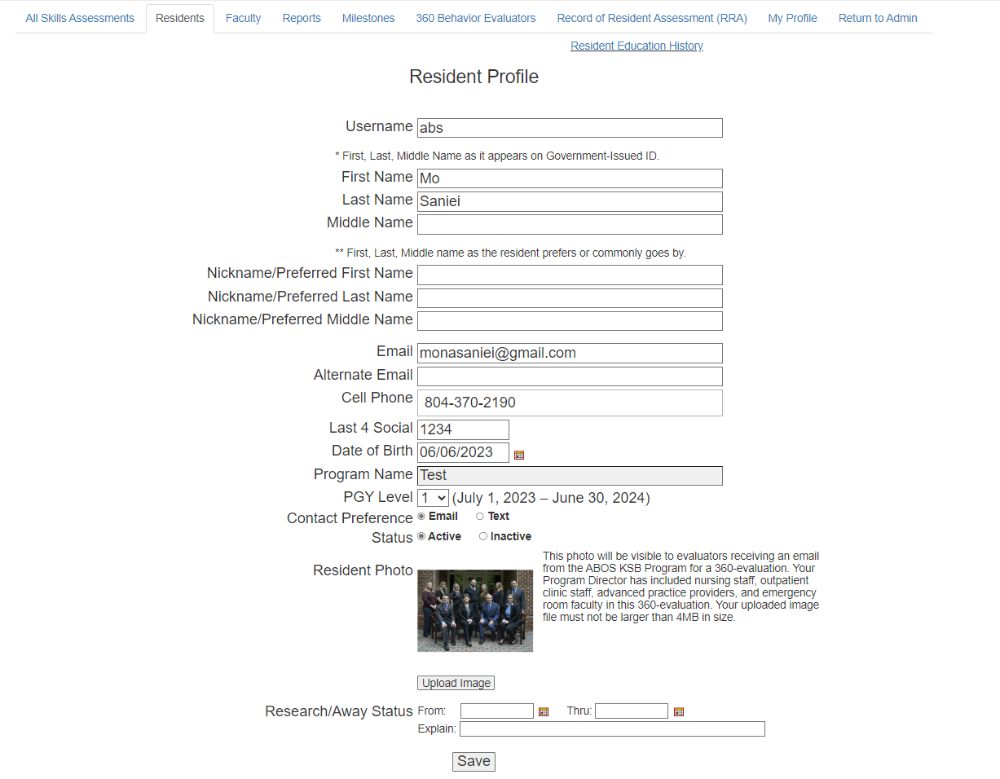 All Skills Assessments Residents Faculty Reports Milestones 360 Behavior Evaluators Record of Resident Assessment (RRA) My Profile Return to Admin
Resident Education History
Resident Profile
Username abs
* First, Last, Middle Name as it appears on Government-Issued ID.
First Name Mo
Last Name Saniei
Middle Name
** First, Last, Middle name as the resident prefers or commonly goes by.
Nickname/Preferred First Name
Nickname/Preferred Last Name
Nickname/Preferred Middle Name
Email monasaniei@gmail.com
Alternate Email
Cell Phone 804-370-2190
Last 4 Social 1234
Date of Birth 06/06/2023
Program Name Test
PGY Level 1 (July 1, 2023 – June 30, 2024)
Contact Preference Email Text
Status Active Inactive
Resident Photo
This photo will be visible to evaluators receiving an email
from the ABOS KSB Program for a 360-evaluation. Your
Program Director has included nursing staff, outpatient
clinic staff, advanced practice providers, and emergency
room faculty in this 360-evaluation. Your uploaded image
file must not be larger than 4MB in size.
Upload Image
Research/Away Status From: Thru:
Explain:
Save